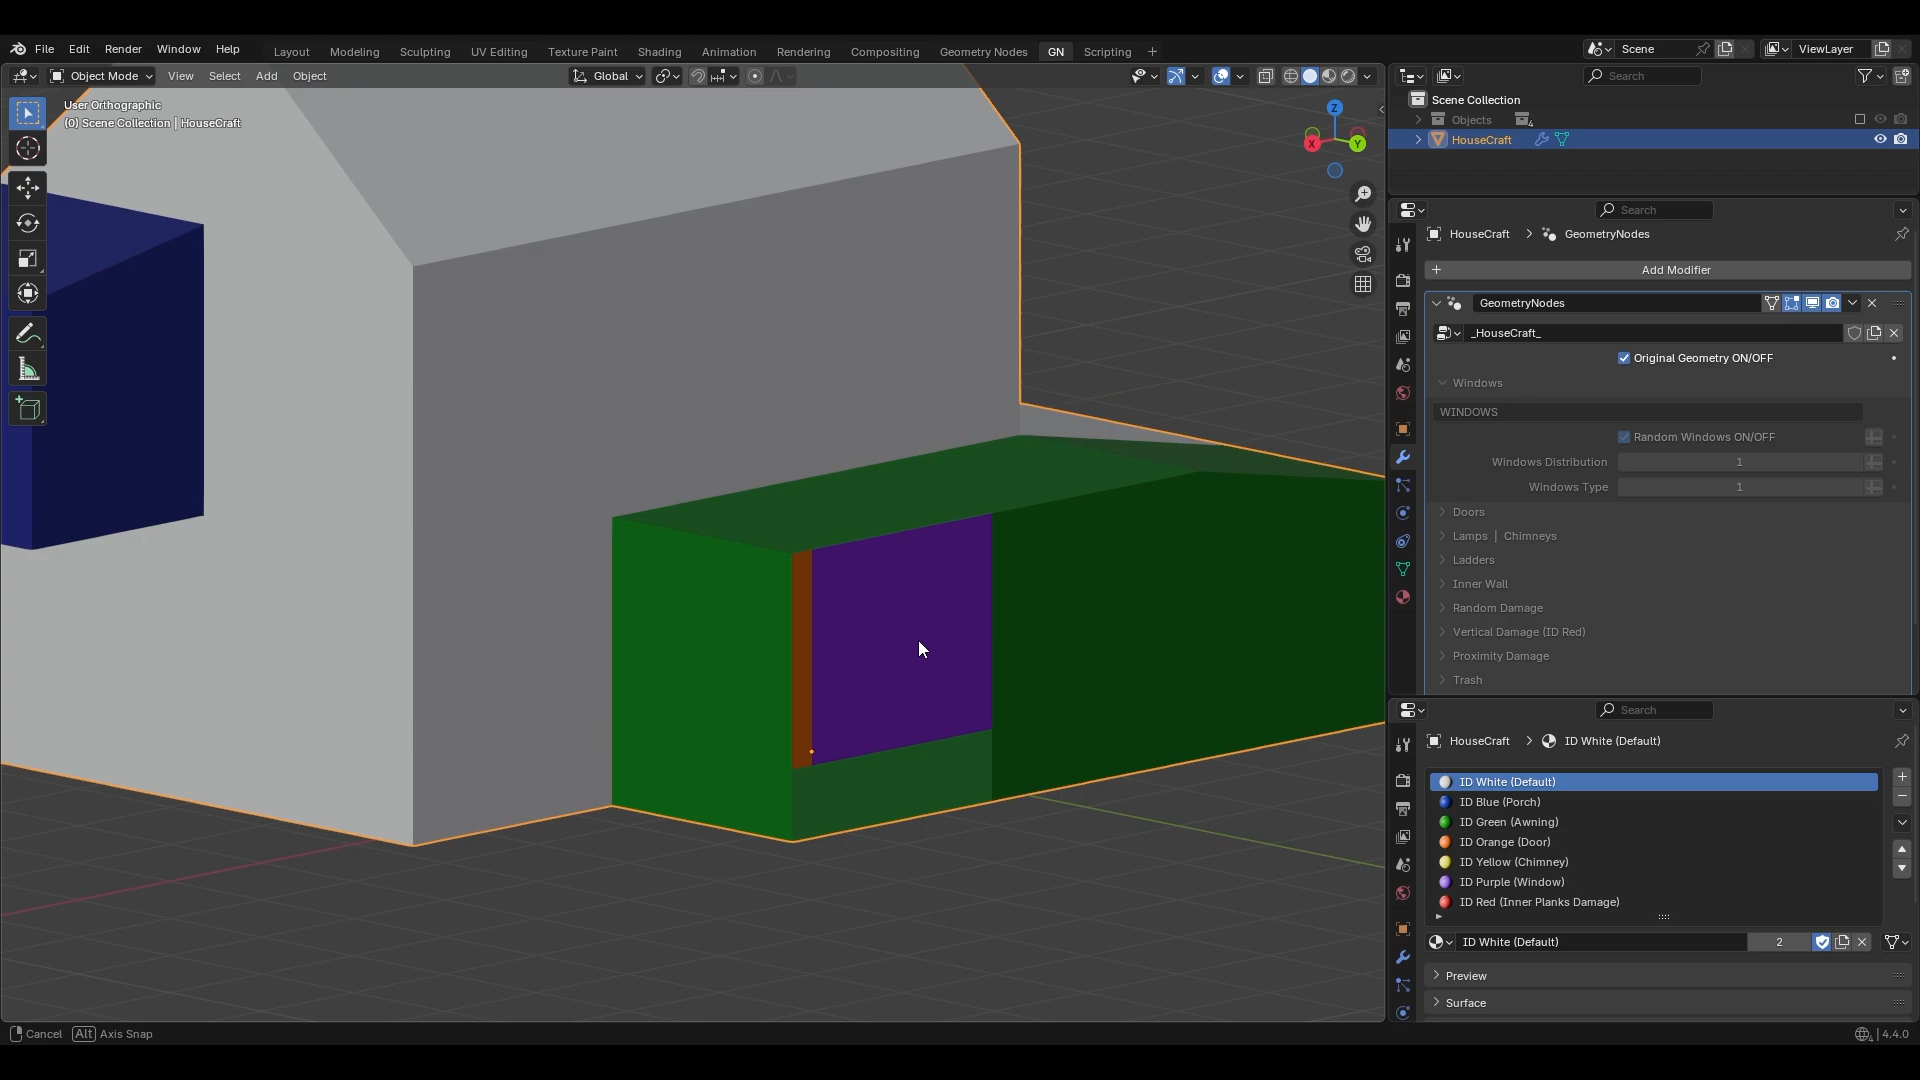 File Edit Render Window Help Layout Modeling Sculpting UV Editing Texture Paint Shading Animation Rendering Compositing Geometry Nodes GN Scripting + Scene ViewLayer
Object Mode View Select Add Object Global Search
User Orthographic
(0) Scene Collection | HouseCraft
Z
X Y
Scene Collection
Objects 4
HouseCraft
Search
HouseCraft > GeometryNodes
+ Add Modifier
GeometryNodes
_HouseCraft_
Original Geometry ON/OFF
Windows
WINDOWS
Random Windows ON/OFF
Windows Distribution 1
Windows Type 1
Doors
Lamps | Chimneys
Ladders
Inner Wall
Random Damage
Vertical Damage (ID Red)
Proximity Damage
Trash
Search
HouseCraft > ID White (Default)
ID White (Default)
ID Blue (Porch)
ID Green (Awning)
ID Orange (Door)
ID Yellow (Chimney)
ID Purple (Window)
ID Red (Inner Planks Damage)
ID White (Default) 2
Preview
Surface
Cancel Alt Axis Snap 4 | 4.4.0